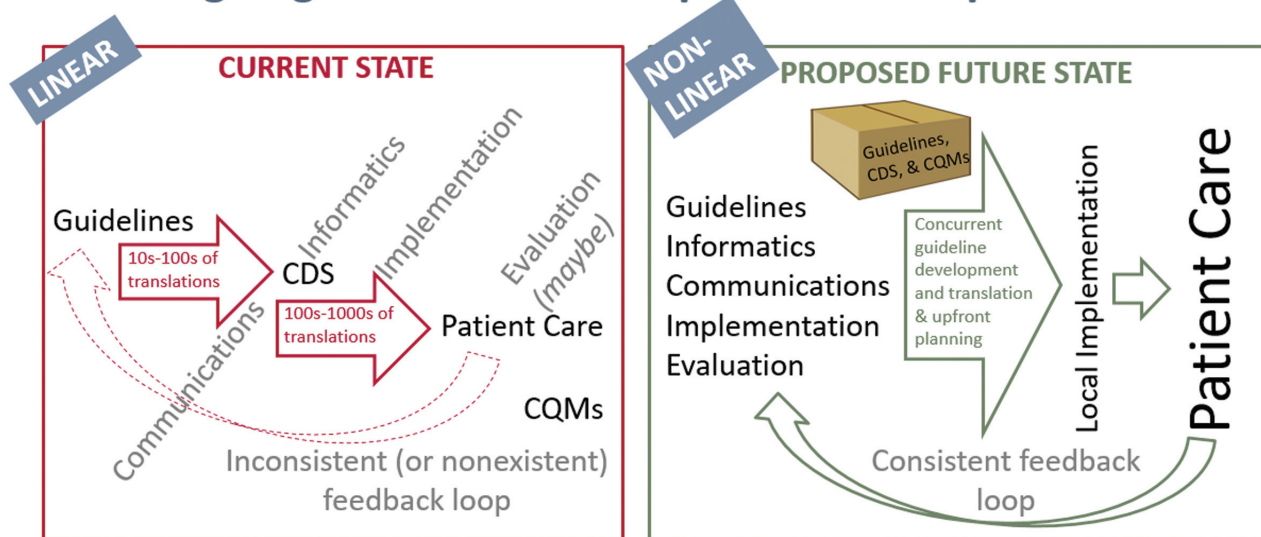 LINEAR
CURRENT STATE
Guidelines
10s-100s of
translations
CDS
Informatics
Implementation
Communications
100s-1000s of
translations
Evaluation
(maybe)
Patient Care
CQMs
Inconsistent (or nonexistent)
feedback loop
NON-
LINEAR
PROPOSED FUTURE STATE
Guidelines,
CDS, & CQMs
Guidelines
Informatics
Communications
Implementation
Evaluation
Concurrent
guideline
development
and translation
& upfront
planning
Local Implementation
Patient Care
Consistent feedback
loop